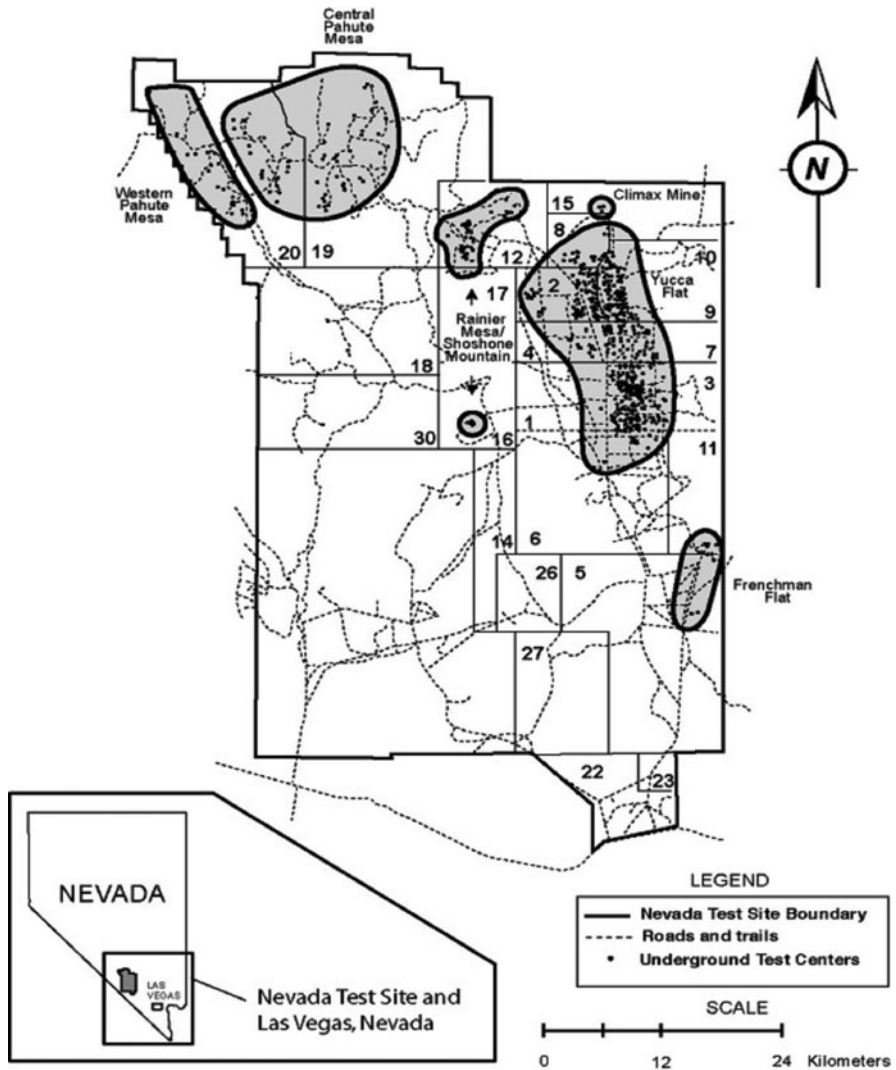 Central
Pahute
Mesa
N
Western
Pahute
Mesa
Climax Mine
15
8
20
19
12
10
Yucca
Flat
17
2
9
Rainier
Mesa/
Shoshone
Mountain
4
7
18
3
1
30
16
11
14
6
26
5
Frenchman
Flat
27
22
23
NEVADA
LAS
VEGAS
Nevada Test Site and
Las Vegas, Nevada
LEGEND
Nevada Test Site Boundary
Roads and trails
Underground Test Centers
SCALE
0 12 24 Kilometers